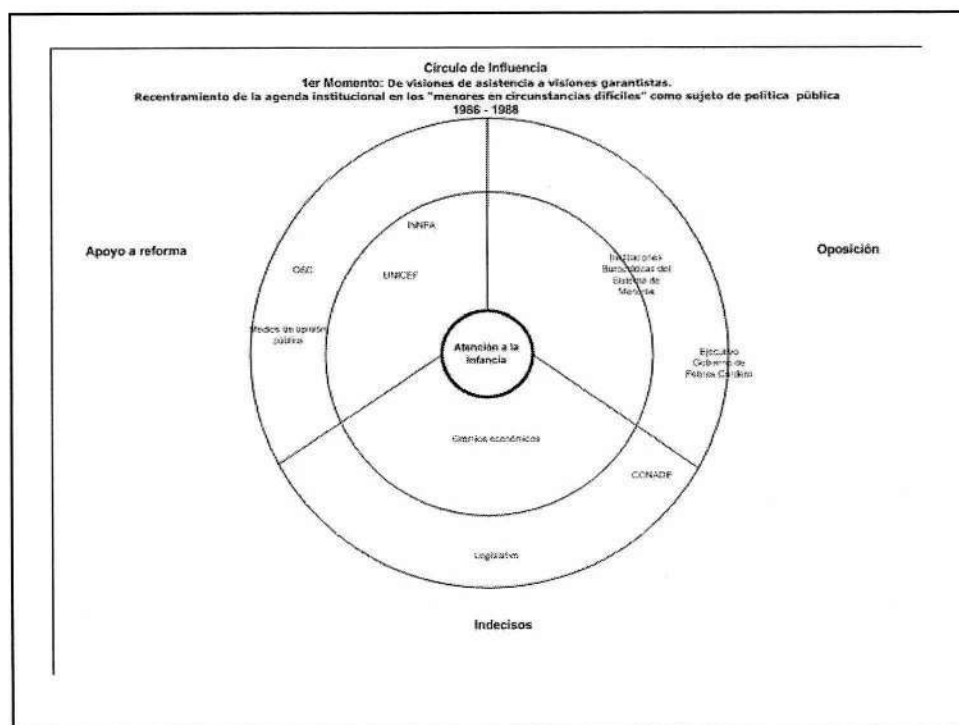 Círculo de Influencia
1er Momento: De visiones de asistencia a visiones garantistas.
Recentramiento de la agenda institucional en los "menores en circunstancias difíciles" como sujeto de política pública
1986 - 1988
Apoyo a reforma
Oposición
INNFA
OSC
UNICEF
Instituciones
Burocráticas del
Sistema de
Menores
Medios de opinión
pública
Atención a la
Infancia
Ejecutivo
Gobierno de
Febres Cordero
Gremios económicos
CONADE
Legislativo
Indecisos